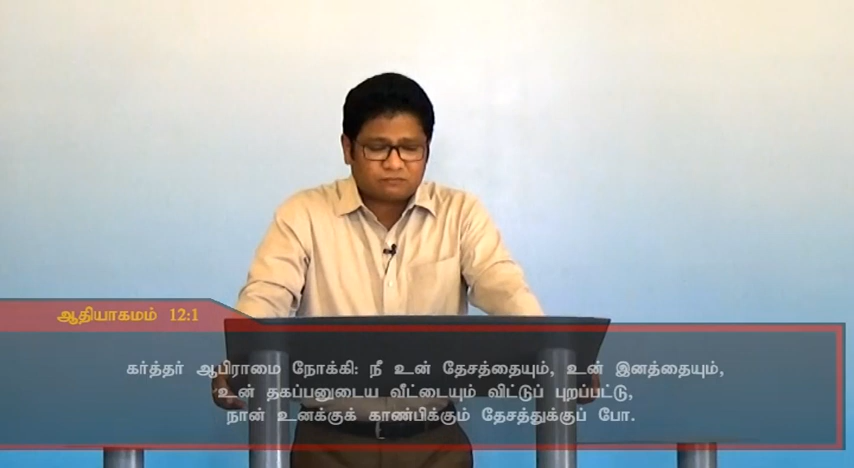 ஆதியாகமம் 12:1
கர்த்தர் ஆபிராமை நோக்கி: நீ உன் தேசத்தையும், உன் இனத்தையும்,
உன் தகப்பனுடைய வீட்டையும் விட்டுப் புறப்பட்டு,
நான் உனக்குக் காண்பிக்கும் தேசத்துக்குப் போ.